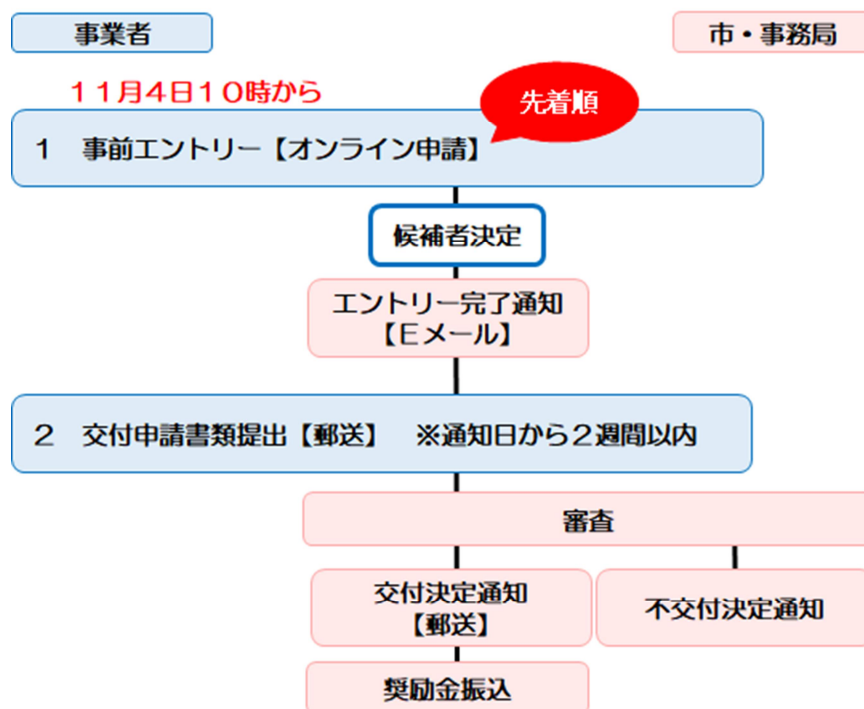 事業者
市・事務局
11月4日10時から
先着順
1 事前エントリー【オンライン申請】
候補者決定
エントリー完了通知
【Eメール】
2 交付申請書類提出【郵送】 ※通知日から2週間以内
審査
交付決定通知
【郵送】
不交付決定通知
奨励金振込